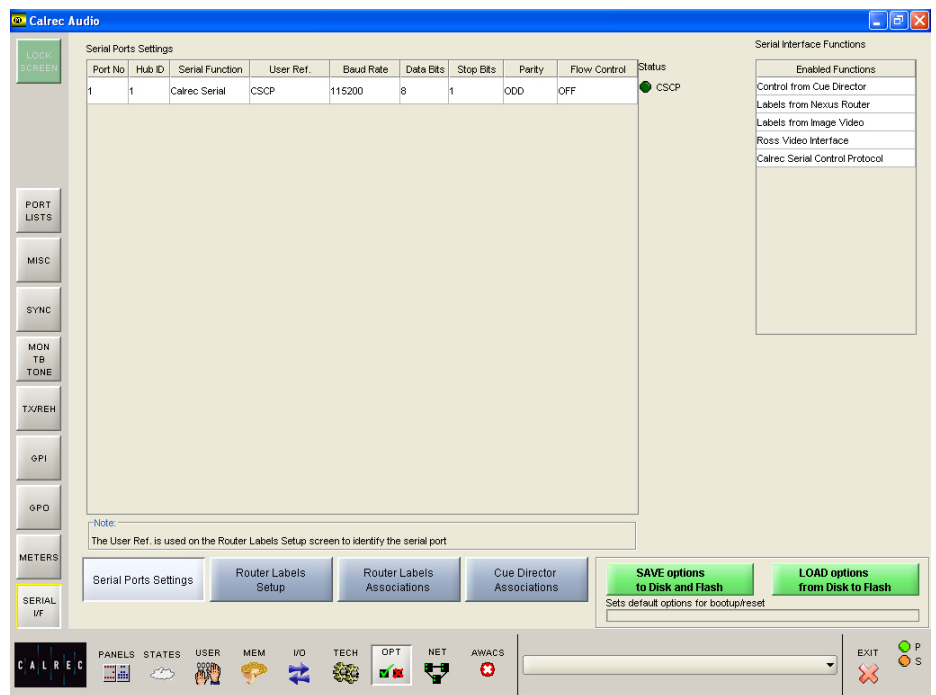 Calrec Audio
LOCK
SCREEN
PORT
LISTS
MISC
SYNC
MON
TB
TONE
TX/REH
GPI
GPO
METERS
SERIAL
I/F
Serial Ports Settings
Port No Hub ID Serial Function User Ref. Baud Rate Data Bits Stop Bits Parity Flow Control
1 1 Calrec Serial CSCP 115200 8 1 ODD OFF
Status
CSCP
Serial Interface Functions
Enabled Functions
Control from Cue Director
Labels from Nexus Router
Labels from Image Video
Ross Video Interface
Calrec Serial Control Protocol
Note:
The User Ref. is used on the Router Labels Setup screen to identify the serial port
Serial Ports Settings
Router Labels
Setup
Router Labels
Associations
Cue Director
Associations
SAVE options
to Disk and Flash
LOAD options
from Disk to Flash
Sets default options for bootup/reset
CALREC
PANELS STATES USER MEM I/O TECH OPT NET AWACS
EXIT
P
S